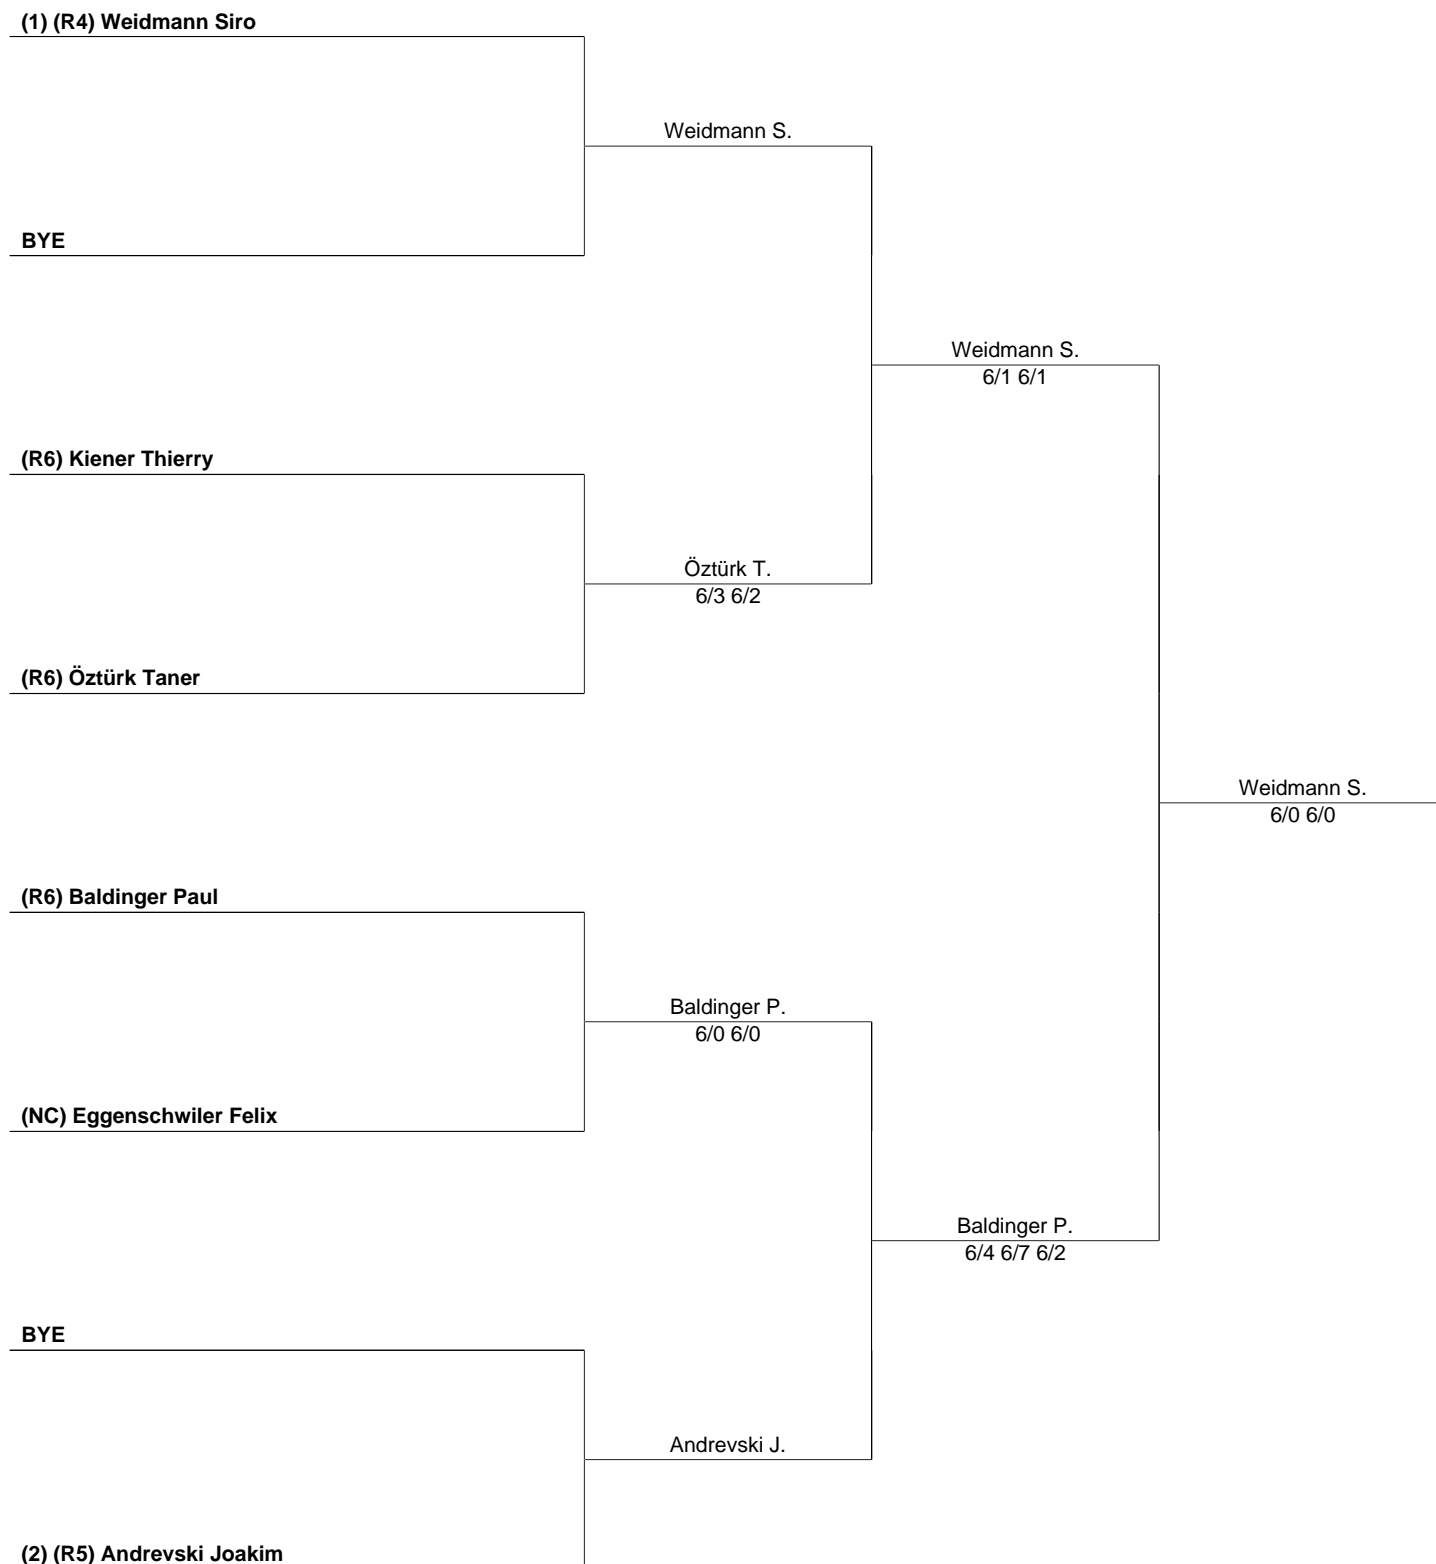 (1) (R4) Weidmann Siro
Weidmann S.
BYE
Weidmann S.
6/1 6/1
(R6) Kiener Thierry
Öztürk T.
6/3 6/2
(R6) Öztürk Taner
Weidmann S.
6/0 6/0
(R6) Baldinger Paul
Baldinger P.
6/0 6/0
(NC) Eggenschwiler Felix
Baldinger P.
6/4 6/7 6/2
BYE
Andrevski J.
(2) (R5) Andrevski Joakim